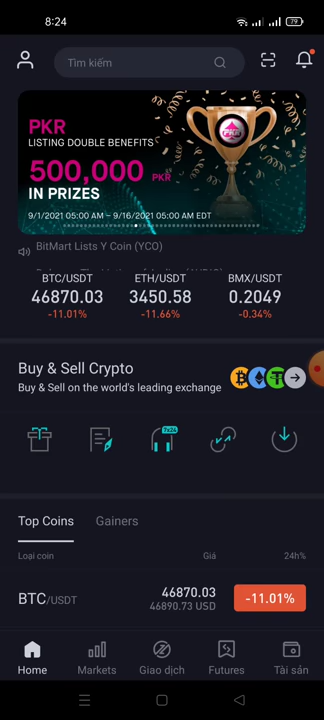 8:24
79
Tìm kiếm
PKR
LISTING DOUBLE BENEFITS
500,000 PKR
IN PRIZES
9/1/2021 05:00 AM ~ 9/16/2021 05:00 AM EDT
BitMart Lists Y Coin (YCO)
BTC/USDT ETH/USDT BMX/USDT
46870.03 3450.58 0.2049
-11.01% -11.66% -0.34%
Buy & Sell Crypto
Buy & Sell on the world's leading exchange
7x24
Top Coins Gainers
Loại coin Giá 24h%
BTC/USDT 46870.03 -11.01%
46890.73 USD
Home Markets Giao dịch Futures Tài sản